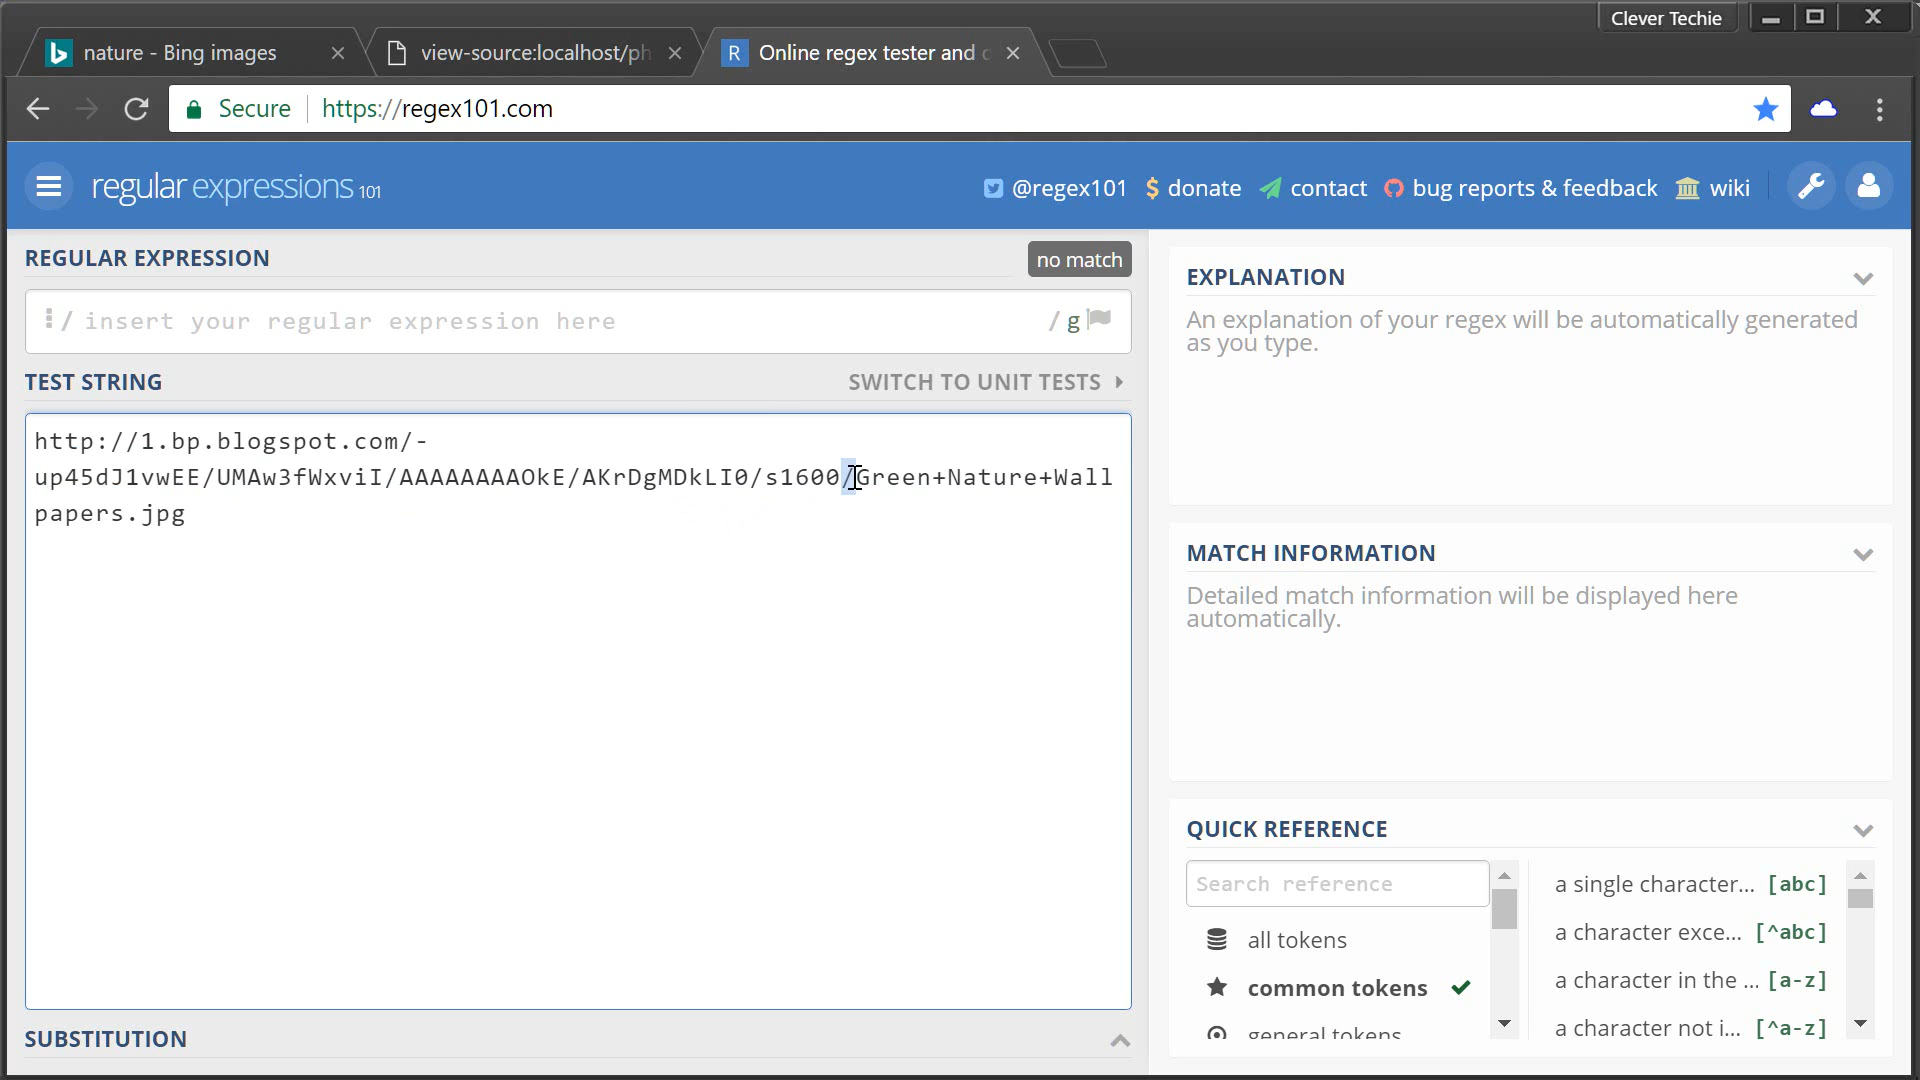 Clever Techie
nature - Bing images
view-source:localhost/ph
Online regex tester and
Secure
https://regex101.com
regular expressions 101
@regex101
$ donate
contact
bug reports & feedback
wiki
REGULAR EXPRESSION
no match
/ insert your regular expression here
/ g
TEST STRING
SWITCH TO UNIT TESTS
http://1.bp.blogspot.com/-
up45dJ1vwEE/UMAw3fWxviI/AAAAAAAAOkE/AKrDgMDkLI0/s1600/Green+Nature+Wall
papers.jpg
SUBSTITUTION
EXPLANATION
An explanation of your regex will be automatically generated
as you type.
MATCH INFORMATION
Detailed match information will be displayed here
automatically.
QUICK REFERENCE
Search reference
all tokens
common tokens
general tokens
a single character... [abc]
a character exce... [^abc]
a character in the ... [a-z]
a character not i... [^a-z]